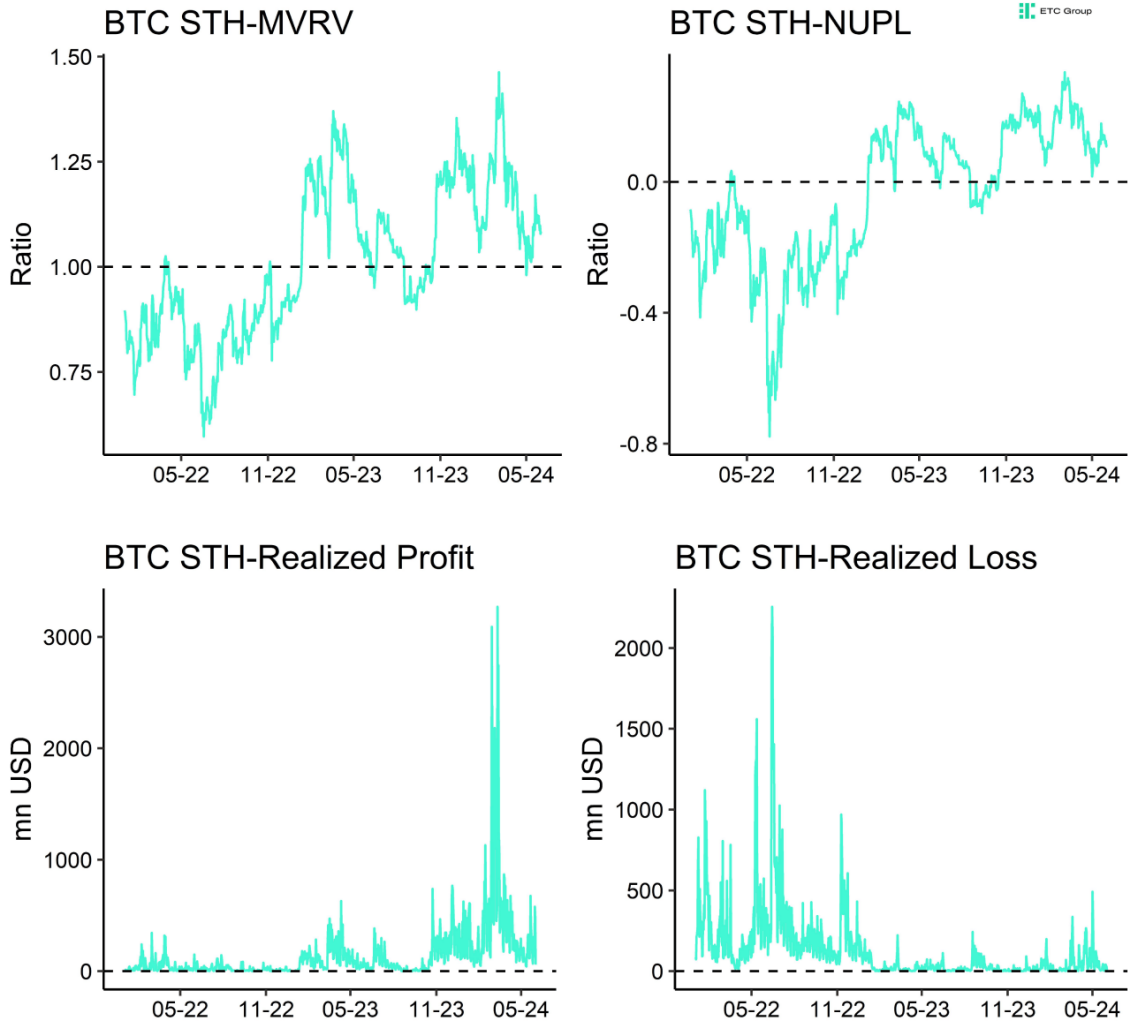 BTC STH-MVRV
BTC STH-NUPL
ETC Group
1.50
1.25
1.00
0.75
Ratio
05-22 11-22 05-23 11-23 05-24
0.0
-0.4
-0.8
Ratio
05-22 11-22 05-23 11-23 05-24
BTC STH-Realized Profit
BTC STH-Realized Loss
3000
2000
1000
0
mn USD
05-22 11-22 05-23 11-23 05-24
2000
1500
1000
500
0
mn USD
05-22 11-22 05-23 11-23 05-24